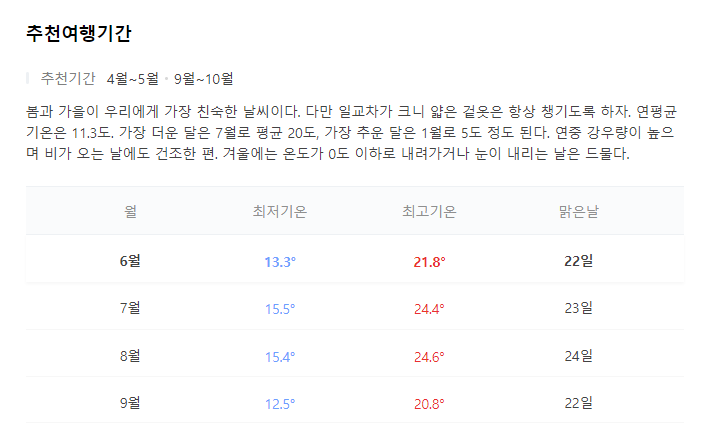 추천여행기간
추천기간 4월~5월 • 9월~10월
봄과 가을이 우리에게 가장 친숙한 날씨이다. 다만 일교차가 크니 얇은 겉옷은 항상 챙기도록 하자. 연평균
기온은 11.3도, 가장 더운 달은 7월로 평균 20도, 가장 추운 달은 1월로 5도 정도 된다. 연중 강우량이 높으
며 비가 오는 날에도 건조한 편. 겨울에는 온도가 0도 이하로 내려가거나 눈이 내리는 날은 드물다.
월 최저기온 최고기온 맑은날
6월 13.3° 21.8° 22일
7월 15.5° 24.4° 23일
8월 15.4° 24.6° 24일
9월 12.5° 20.8° 22일